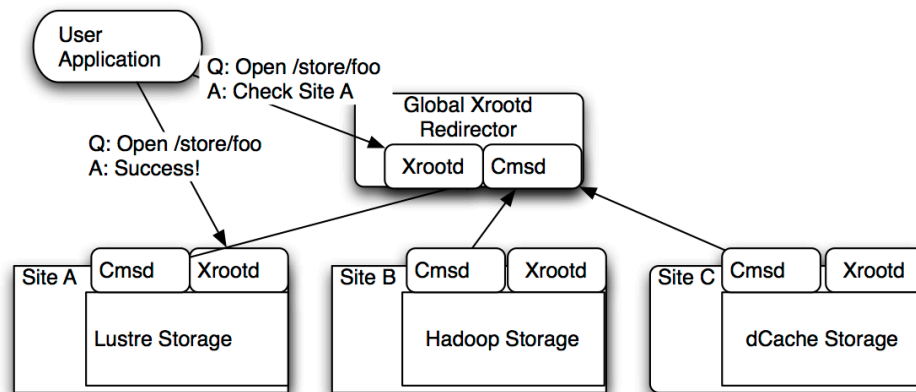 User
Application
Q: Open /store/foo
A: Check Site A
Global Xrootd
Redirector
Q: Open /store/foo
A: Success!
Xrootd
Cmsd
Site A
Cmsd
Xrootd
Site B
Cmsd
Xrootd
Site C
Cmsd
Xrootd
Lustre Storage
Hadoop Storage
dCache Storage